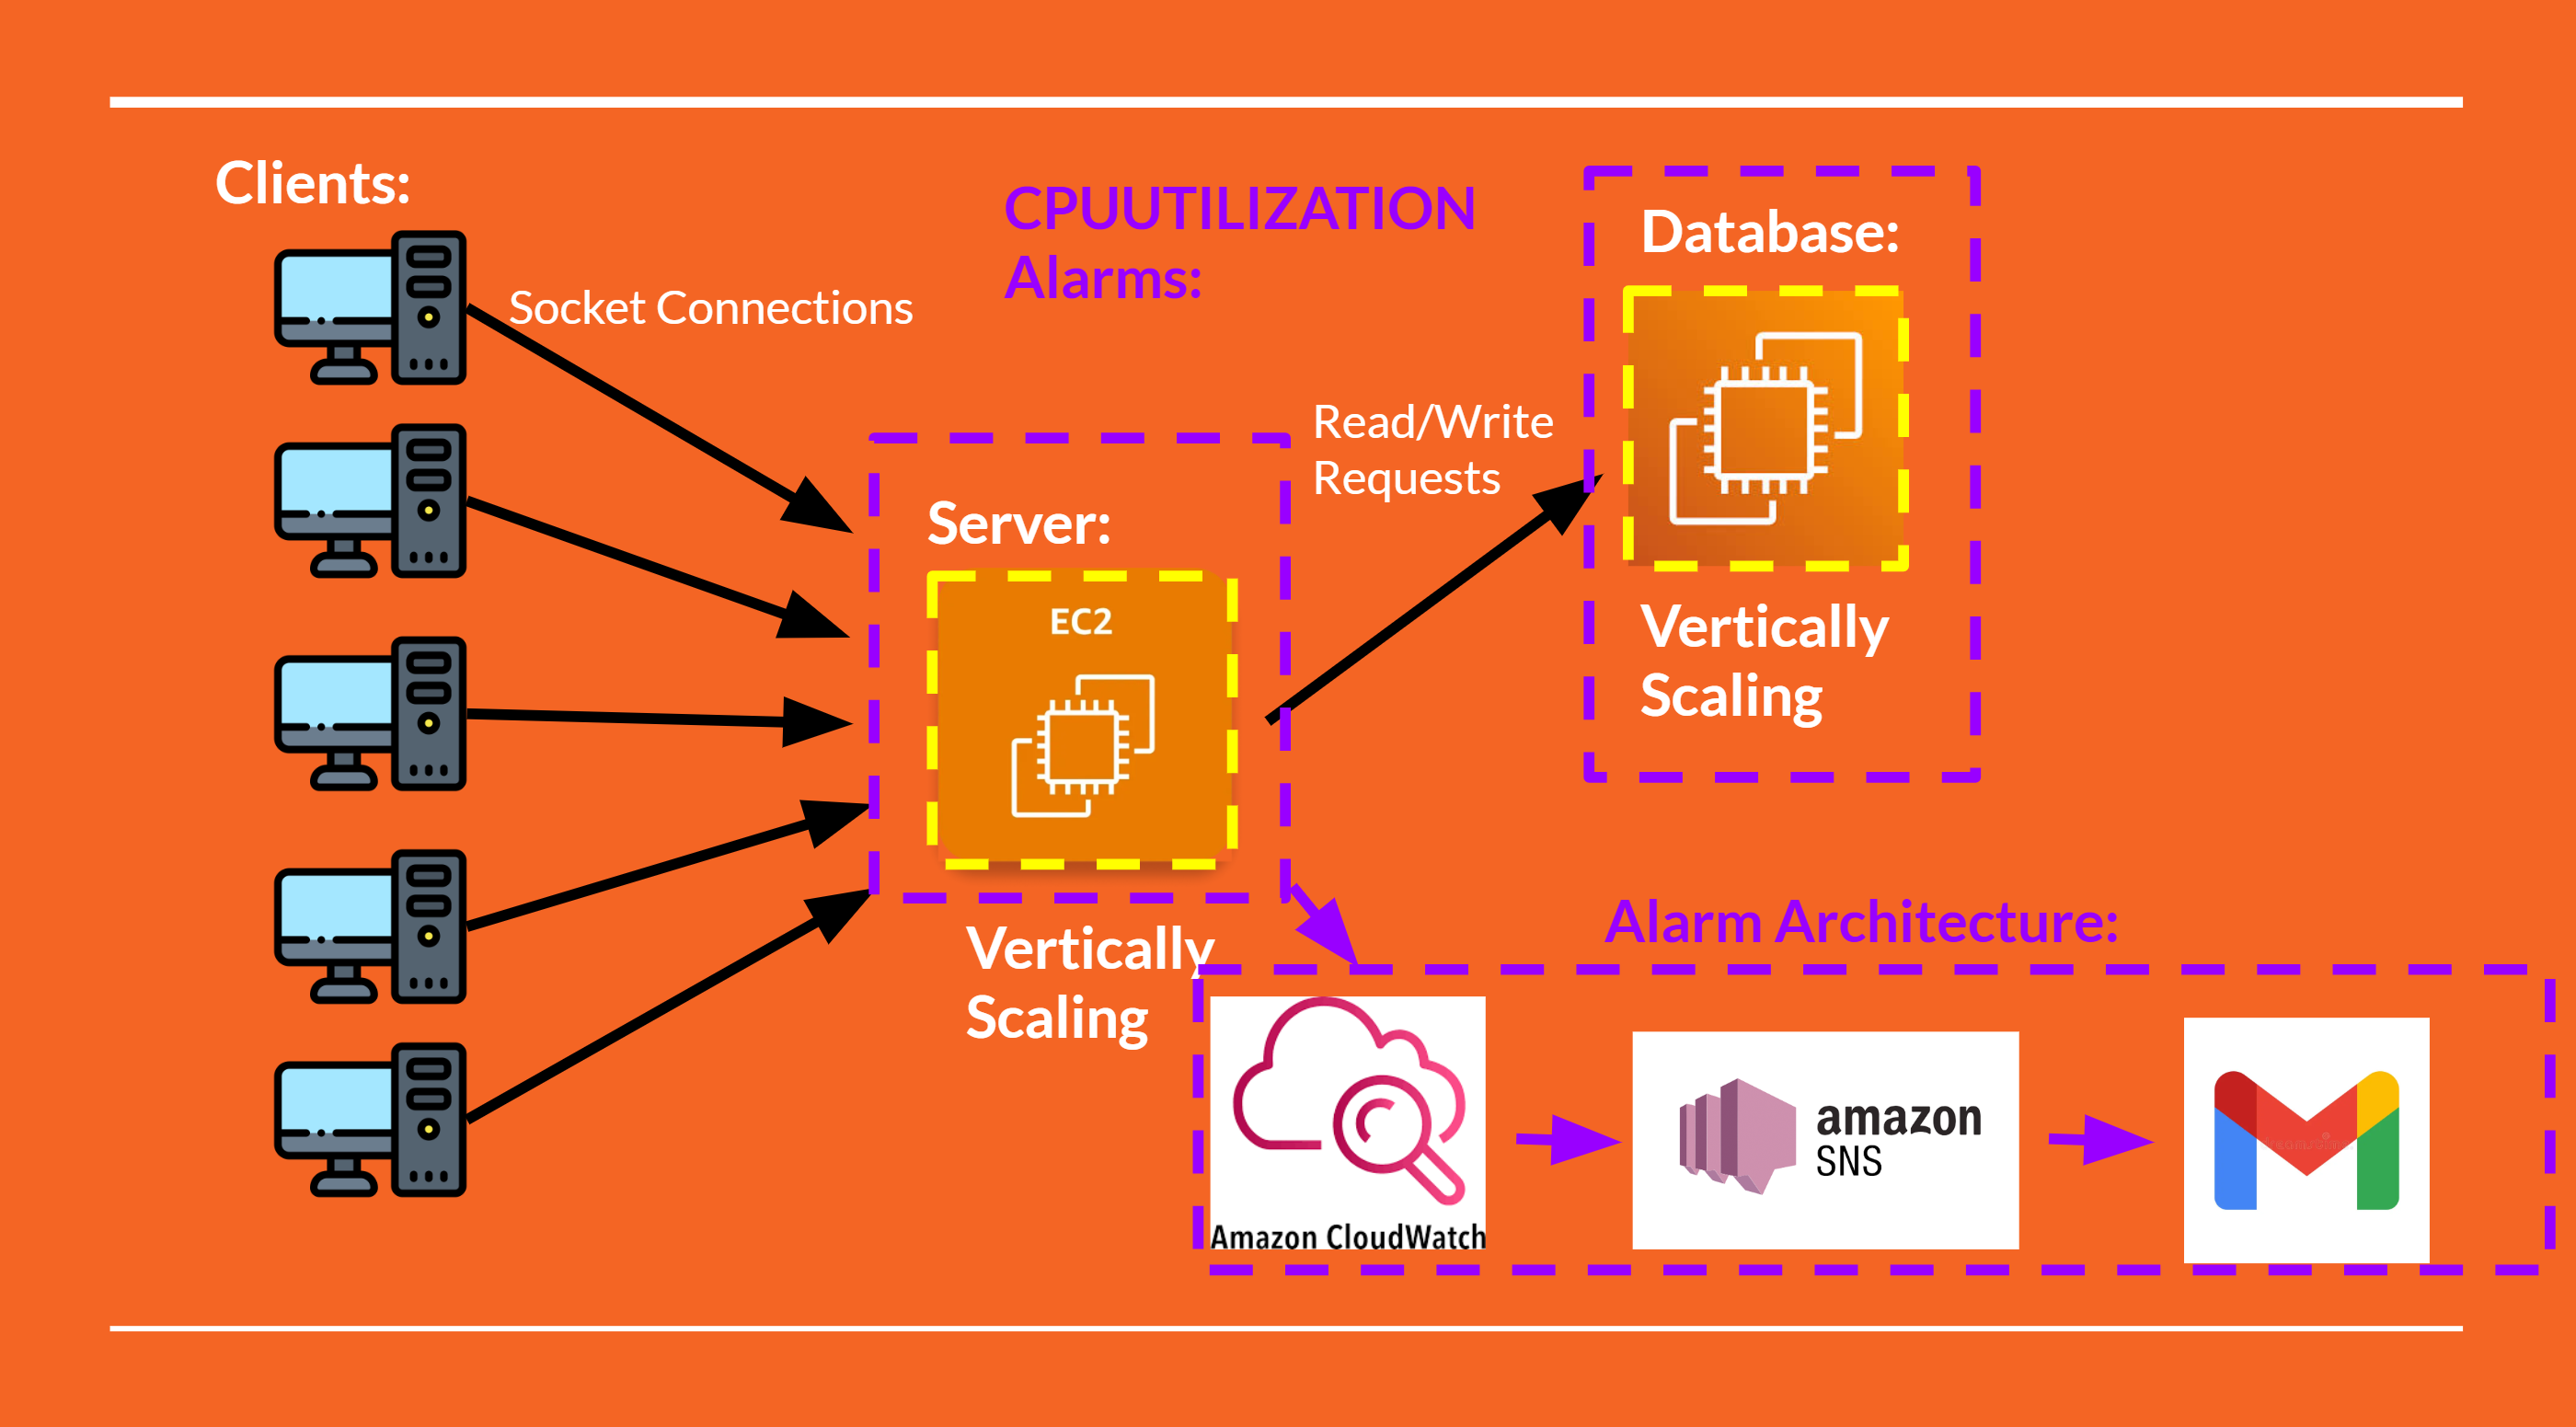 Clients:
Socket Connections
CPUUTILIZATION
Alarms:
Database:
Read/Write
Requests
Server:
EC2
Vertically
Scaling
Vertically
Scaling
Alarm Architecture:
Amazon CloudWatch
amazon
SNS